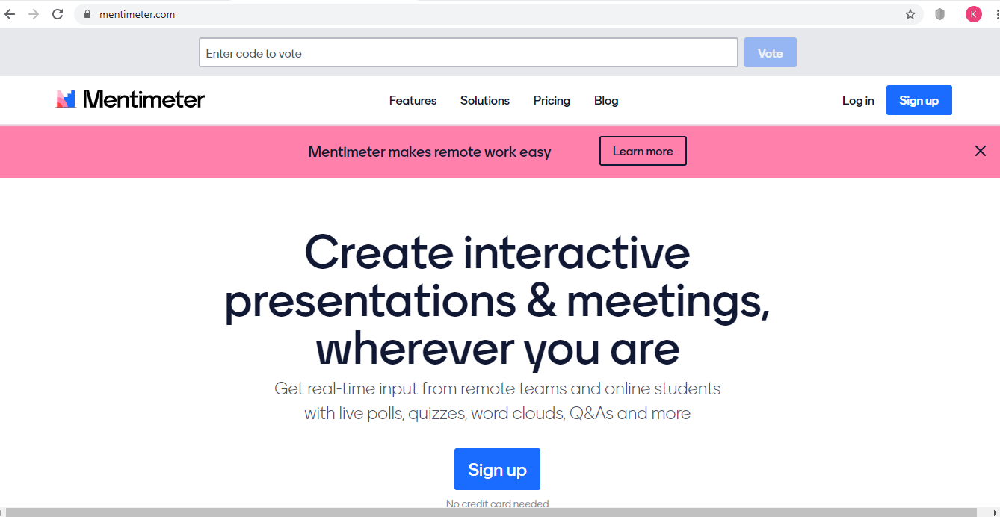 mentimeter.com
K
Enter code to vote
Vote
Mentimeter
Features Solutions Pricing Blog Log in Sign up
Mentimeter makes remote work easy Learn more
Create interactive
presentations & meetings,
wherever you are
Get real-time input from remote teams and online students
with live polls, quizzes, word clouds, Q&As and more
Sign up
No credit card needed